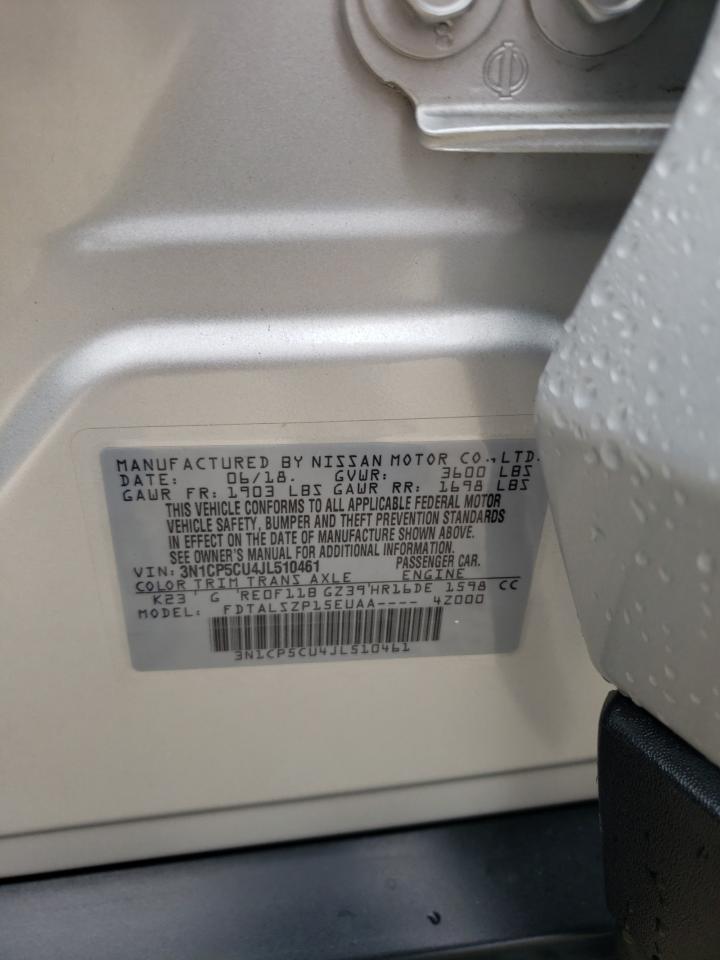 8
MANUFACTURED BY NISSAN MOTOR CO., LTD.
DATE: 06/18. GVWR: 3600 LBS
GAWR FR: 1903 LBS GAWR RR: 1698 LBS
THIS VEHICLE CONFORMS TO ALL APPLICABLE FEDERAL MOTOR
VEHICLE SAFETY, BUMPER AND THEFT PREVENTION STANDARDS
IN EFFECT ON THE DATE OF MANUFACTURE SHOWN ABOVE.
SEE OWNER'S MANUAL FOR ADDITIONAL INFORMATION.
VIN: 3N1CP5CU4JL510461 PASSENGER CAR.
COLOR TRIM TRANS AXLE ENGINE
K23 G RE0F11B GZ39 HR16DE 1598 CC
MODEL: FDTALSZP15EUAA---- 4Z000
3N1CP5CU4JL510461